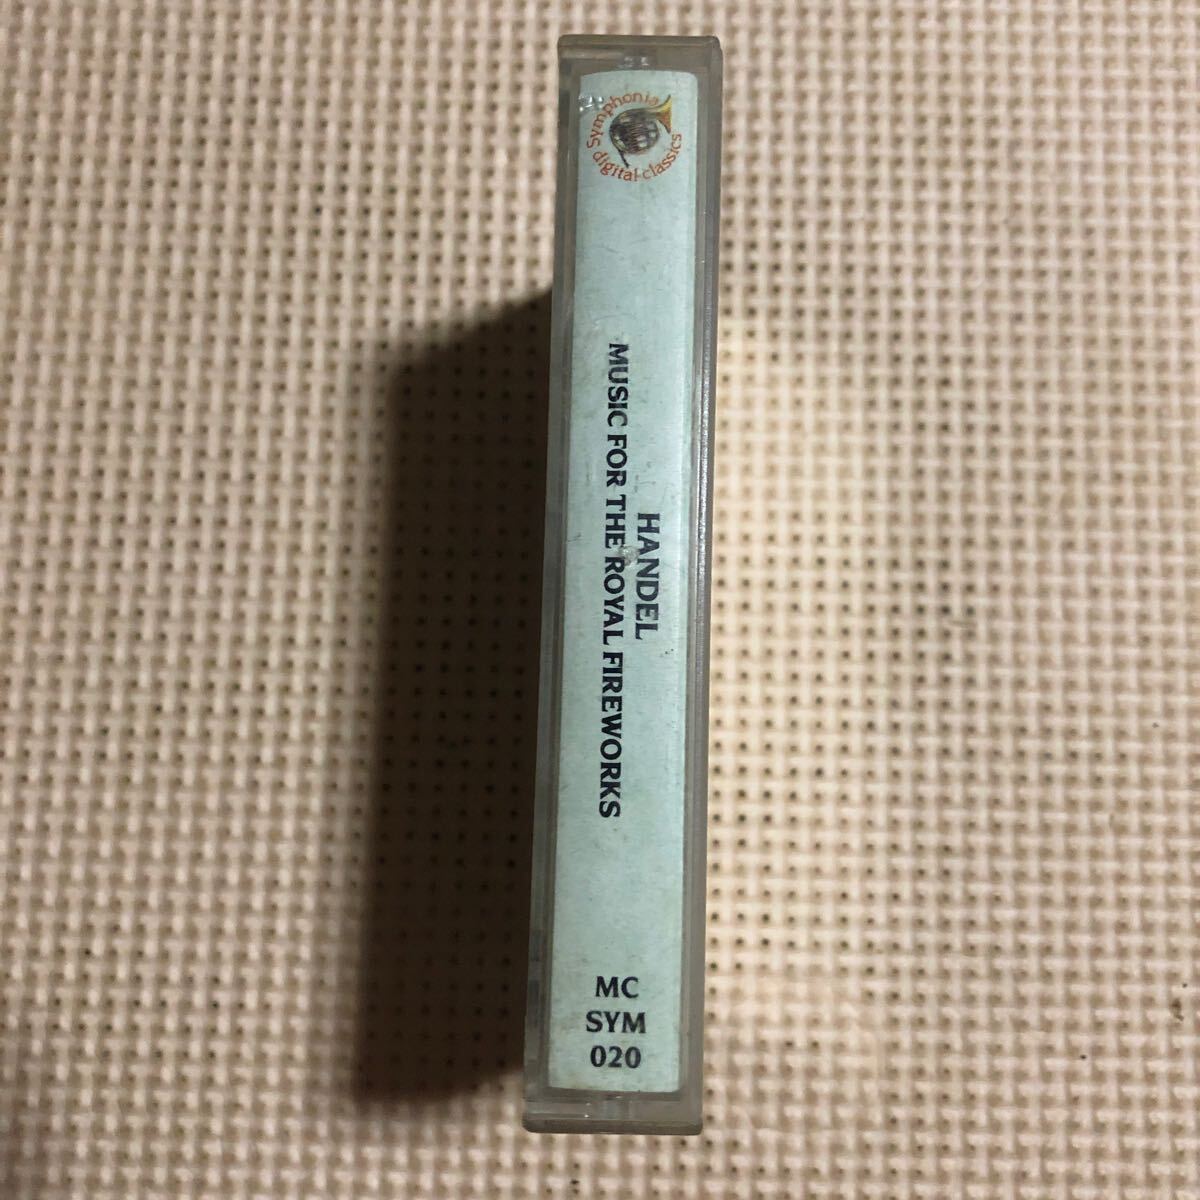 Symphonia
digital classics
HANDEL
MUSIC FOR THE ROYAL FIREWORKS
MC
SYM
020